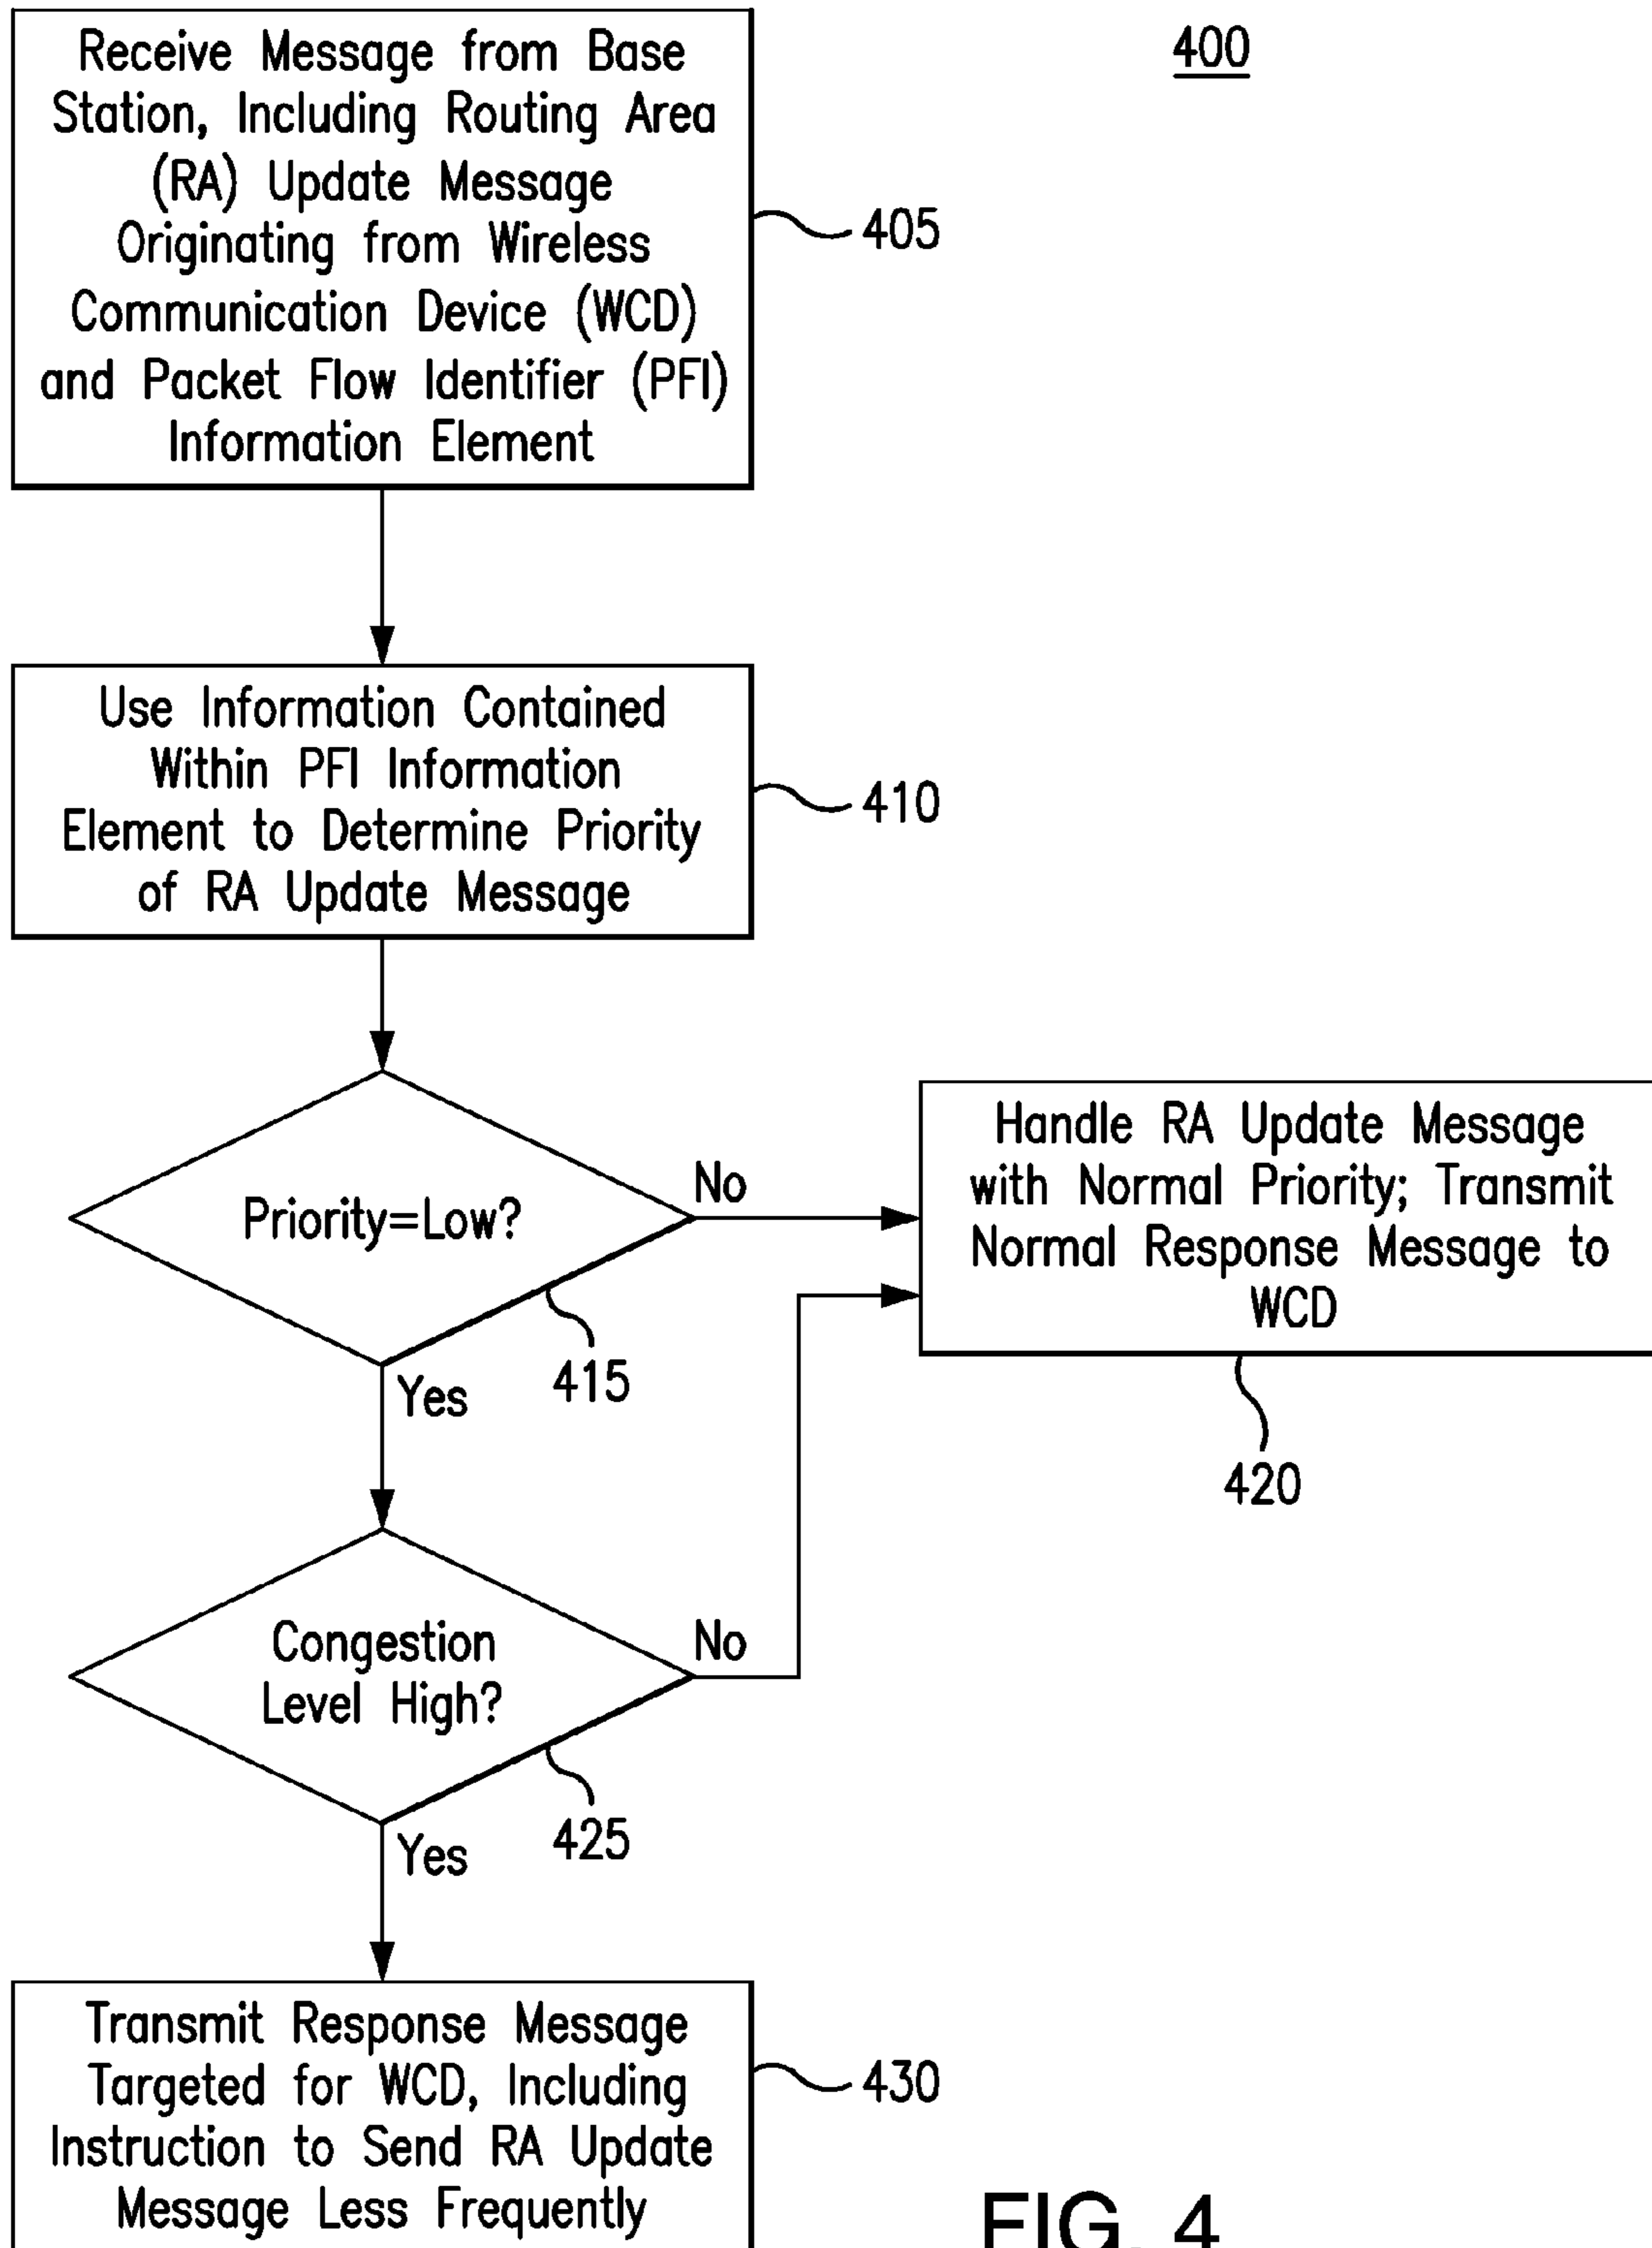 400
Receive Message from Base
Station, Including Routing Area
(RA) Update Message
Originating from Wireless
Communication Device (WCD)
and Packet Flow Identifier (PFI)
Information Element
405
Use Information Contained
Within PFI Information
Element to Determine Priority
of RA Update Message
410
Priority=Low?
No
Yes
415
Handle RA Update Message
with Normal Priority; Transmit
Normal Response Message to
WCD
420
Congestion
Level High?
No
Yes
425
Transmit Response Message
Targeted for WCD, Including
Instruction to Send RA Update
Message Less Frequently
430
FIG. 4